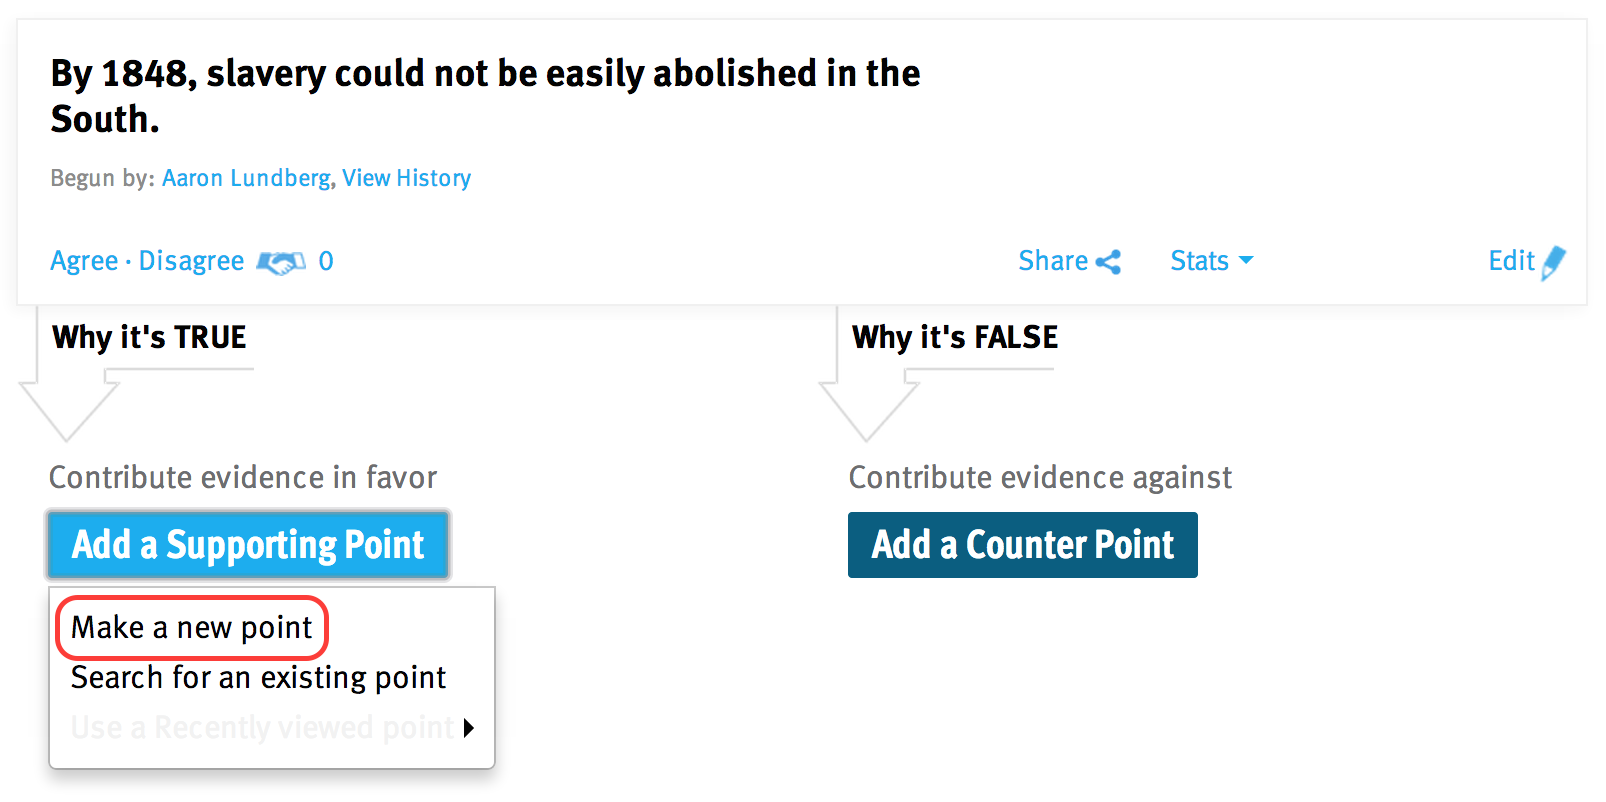 By 1848, slavery could not be easily abolished in the
South.
Begun by: Aaron Lundberg, View History
Agree · Disagree 0 Share Stats Edit
Why it's TRUE
Why it's FALSE
Contribute evidence in favor
Contribute evidence against
Add a Supporting Point
Add a Counter Point
Make a new point
Search for an existing point
Use a Recently viewed point